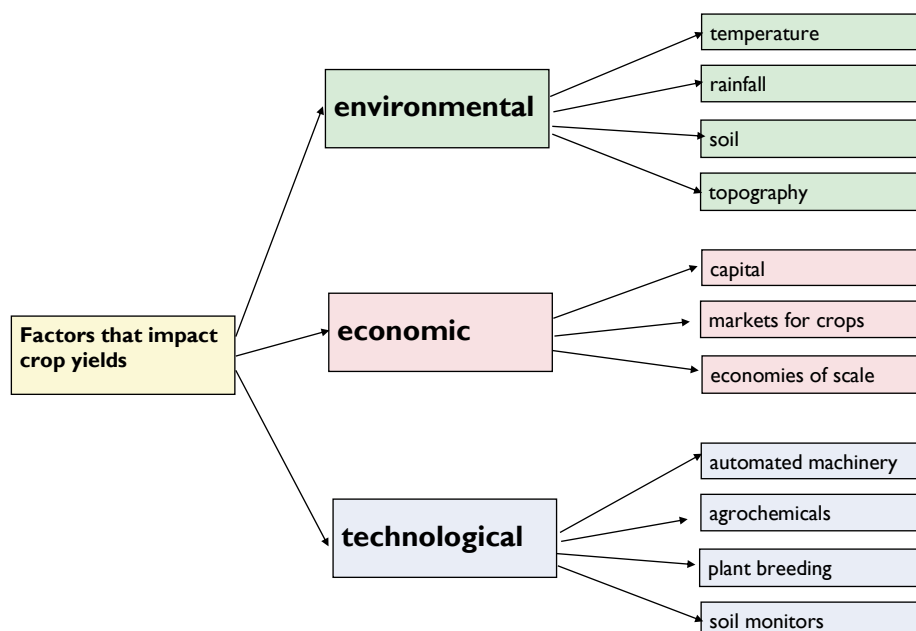 Factors that impact
crop yields
environmental
temperature
rainfall
soil
topography
economic
capital
markets for crops
economies of scale
technological
automated machinery
agrochemicals
plant breeding
soil monitors